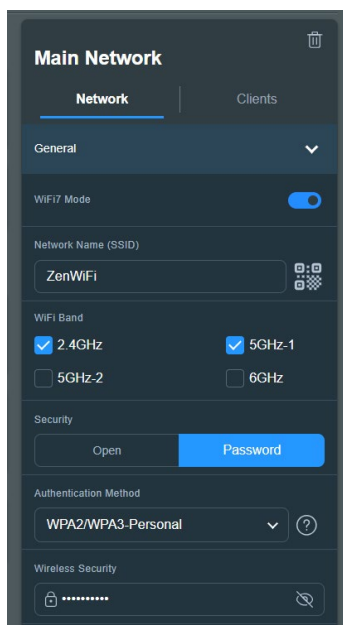 Main Network
Network Clients
General
WiFi7 Mode
Network Name (SSID)
ZenWiFi
WiFi Band
2.4GHz 5GHz-1
5GHz-2 6GHz
Security
Open Password
Authentication Method
WPA2/WPA3-Personal
Wireless Security
••••••••••